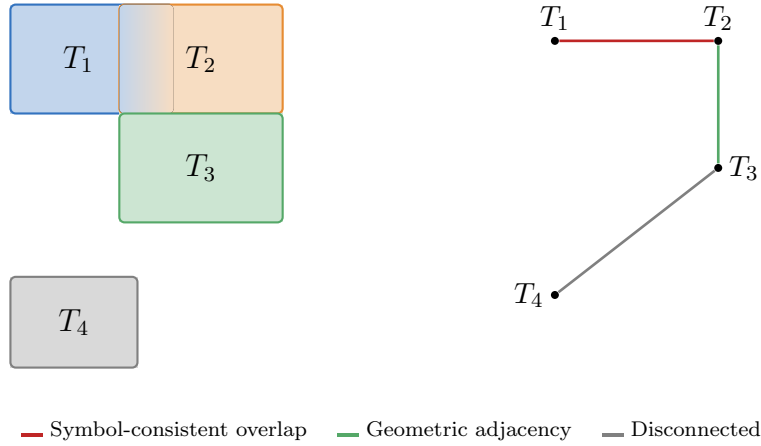 T₁ T₂
T₁ T₂
T₃
T₃
T₄
T₄
Symbol-consistent overlap Geometric adjacency Disconnected